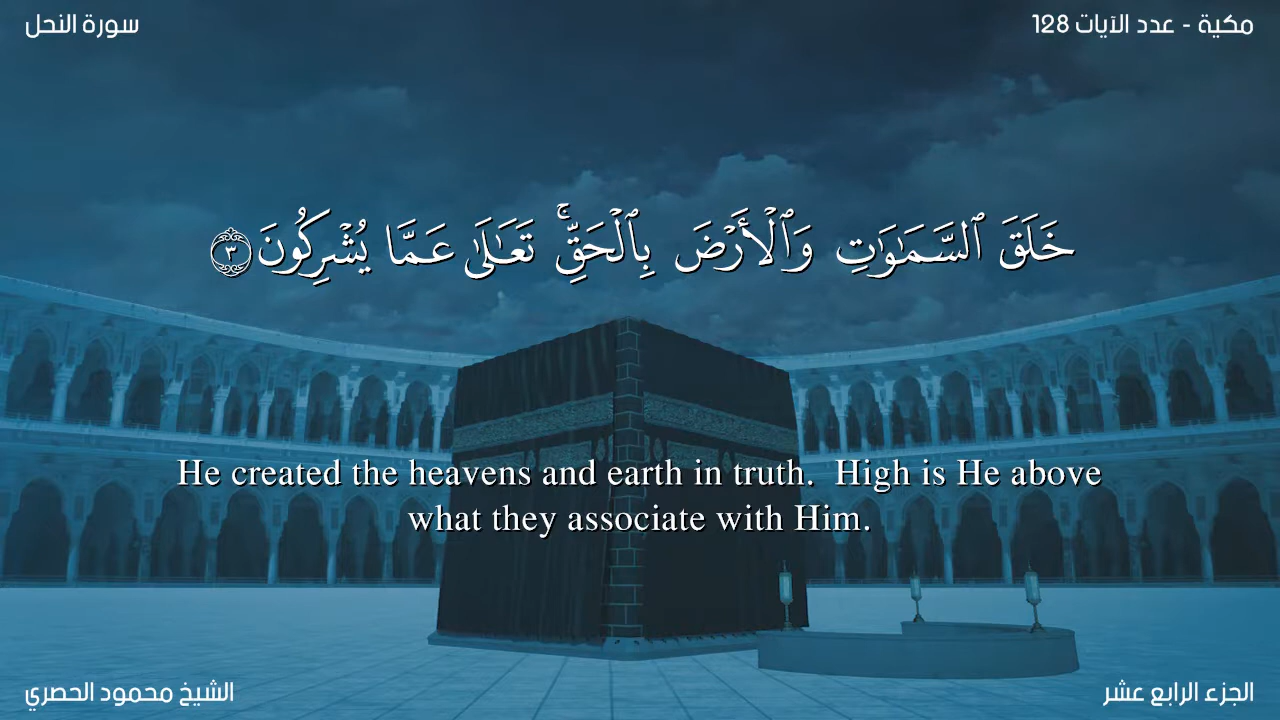 سورة النحل
مكية - عدد الآيات 128
خَلَقَ ٱلسَّمَٰوَٰتِ وَٱلْأَرْضَ بِٱلْحَقِّۚ تَعَٰلَىٰ عَمَّا يُشْرِكُونَ ٣
He created the heavens and earth in truth.  High is He above
what they associate with Him.
الشيخ محمود الحصري
الجزء الرابع عشر